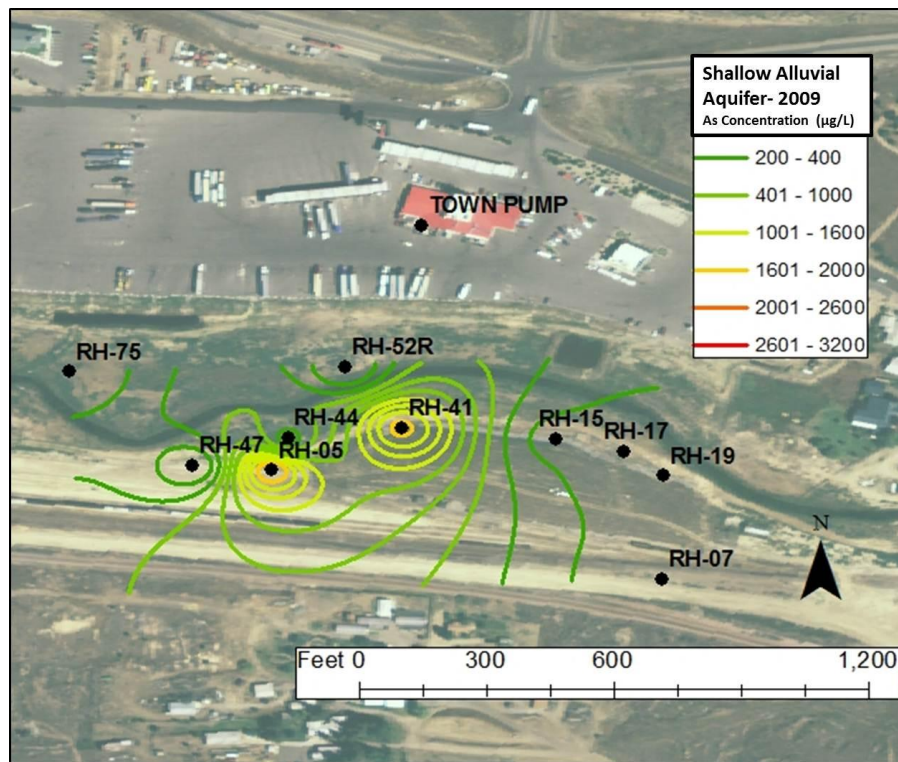 Shallow Alluvial
Aquifer- 2009
As Concentration (µg/L)
200 - 400
401 - 1000
1001 - 1600
1601 - 2000
2001 - 2600
2601 - 3200
TOWN PUMP
RH-75
RH-52R
RH-44
RH-41
RH-47
RH-05
RH-15
RH-17
RH-19
RH-07
N
Feet 0 300 600 1,200